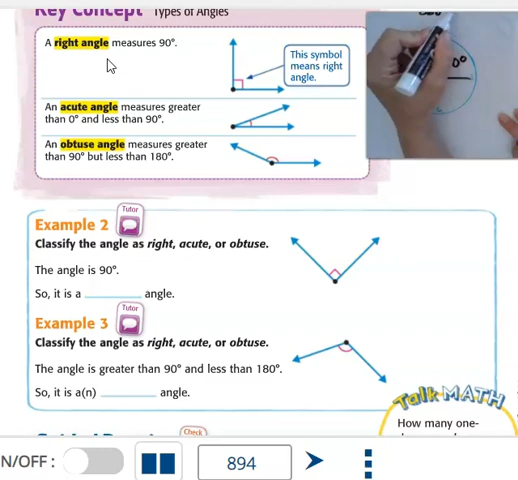 Key Concept Types of Angles
A right angle measures 90°.
This symbol
means right
angle.
An acute angle measures greater
than 0° and less than 90°.
An obtuse angle measures greater
than 90° but less than 180°.
0°
Tutor
Example 2
Classify the angle as right, acute, or obtuse.
The angle is 90°.
So, it is a ________ angle.
Tutor
Example 3
Classify the angle as right, acute, or obtuse.
The angle is greater than 90° and less than 180°.
So, it is a(n) ________ angle.
Talk MATH
How many one-
Check
N/OFF :
894